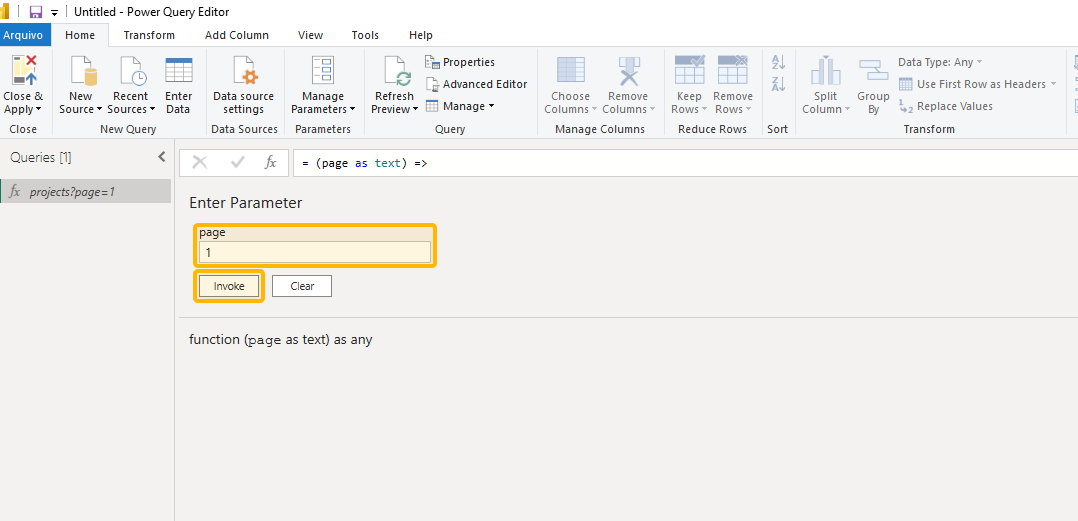 Untitled - Power Query Editor
Arquivo Home Transform Add Column View Tools Help
Close & Apply
New Source
Recent Sources
Enter Data
Data source settings
Manage Parameters
Refresh Preview
Properties
Advanced Editor
Manage
Choose Columns
Remove Columns
Keep Rows
Remove Rows
Split Column
Group By
Data Type: Any
Use First Row as Headers
Replace Values
Close New Query Data Sources Parameters Query Manage Columns Reduce Rows Sort Transform
Queries [1]
fx
= (page as text) =>
fx projects?page=1
Enter Parameter
page
1
Invoke Clear
function (page as text) as any